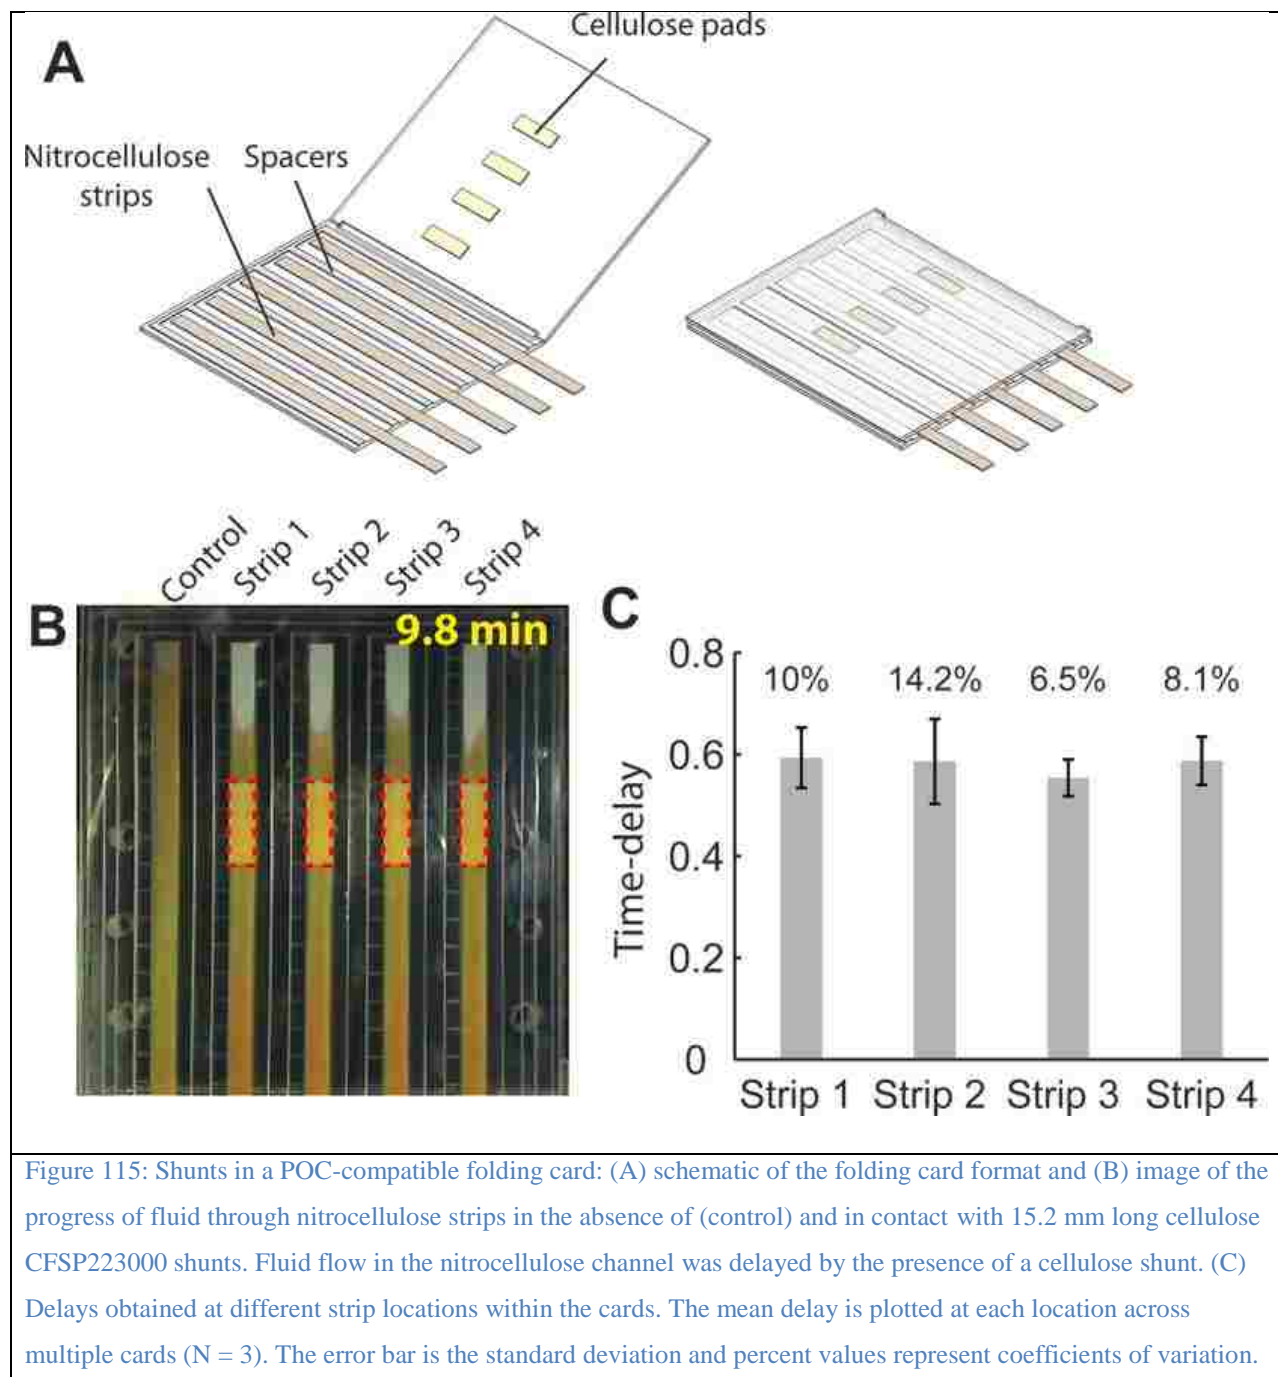 A
Cellulose pads
Nitrocellulose
strips
Spacers
B
Control
Strip 1
Strip 2
Strip 3
Strip 4
9.8 min
C
Time-delay
0.8
0.6
0.4
0.2
0
10%
14.2%
6.5%
8.1%
Strip 1 Strip 2 Strip 3 Strip 4
Figure 115: Shunts in a POC-compatible folding card: (A) schematic of the folding card format and (B) image of the
progress of fluid through nitrocellulose strips in the absence of (control) and in contact with 15.2 mm long cellulose
CFSP223000 shunts. Fluid flow in the nitrocellulose channel was delayed by the presence of a cellulose shunt. (C)
Delays obtained at different strip locations within the cards. The mean delay is plotted at each location across
multiple cards (N = 3). The error bar is the standard deviation and percent values represent coefficients of variation.